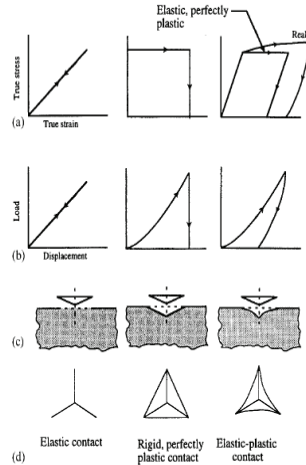 Elastic, perfectly
plastic
Real
True stress
(a)
True strain
Load
(b)
Displacement
(c)
(d)
Elastic contact
Rigid, perfectly
plastic contact
Elastic-plastic
contact